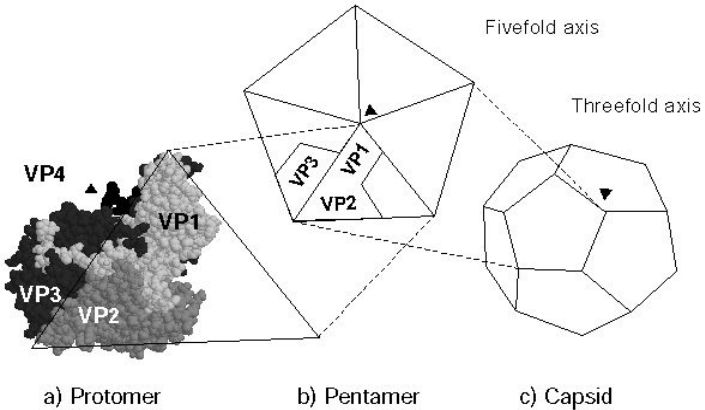 Fivefold axis
Threefold axis
VP4
VP1
VP3
VP2
VP3
VP1
VP2
a) Protomer
b) Pentamer
c) Capsid